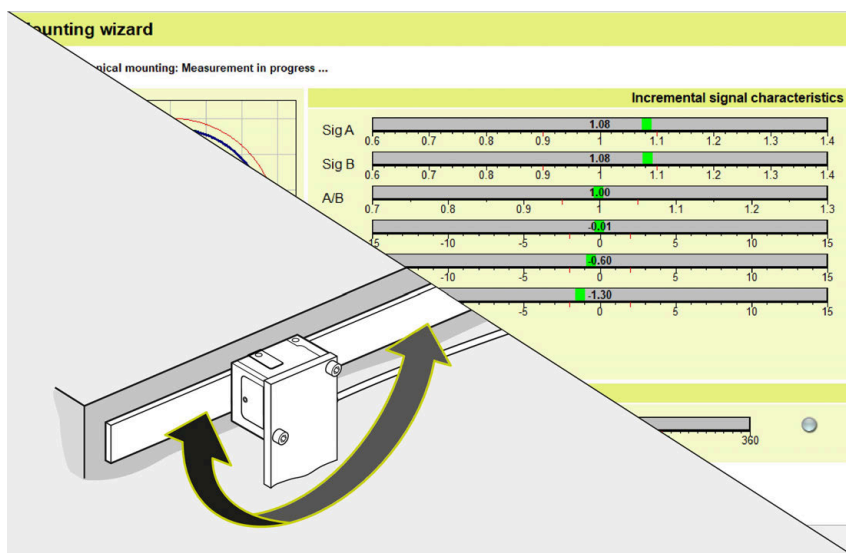 ounting wizard
nical mounting: Measurement in progress ...
Incremental signal characteristics
Sig A 1.08
0.6 0.7 0.8 0.9 1 1.1 1.2 1.3 1.4
Sig B 1.08
0.6 0.7 0.8 0.9 1 1.1 1.2 1.3 1.4
A/B 1.00
0.7 0.8 0.9 1 1.1 1.2 1.3
-0.01
15 -10 -5 0 5 10 15
-0.60
-10 -5 0 5 10 15
-1.30
-5 0 5 10 15
360